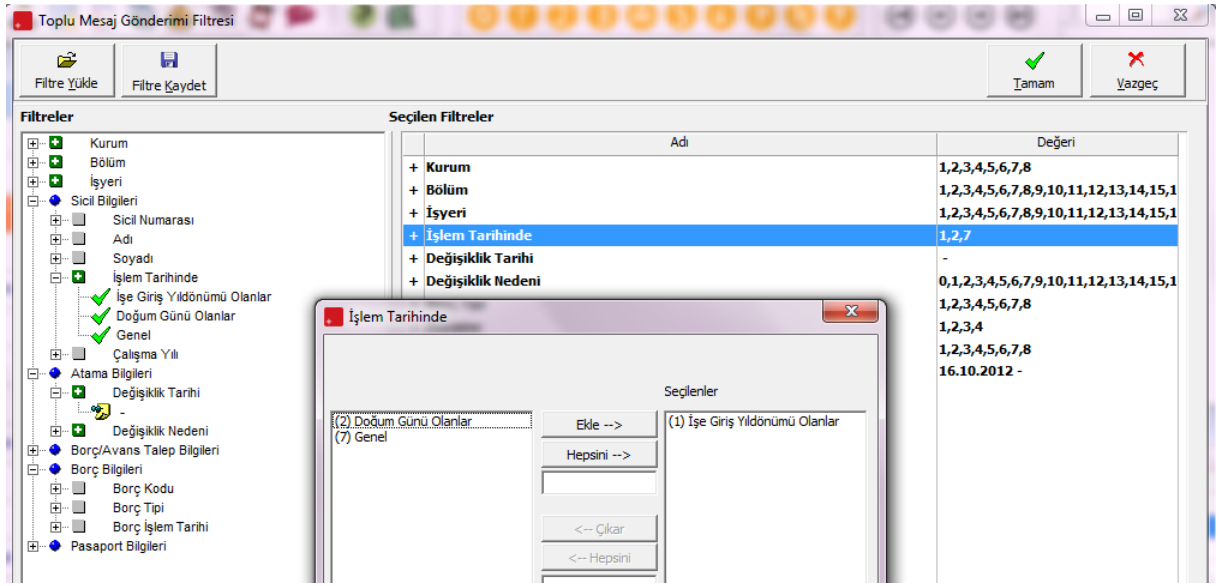 Toplu Mesaj Gönderimi Filtresi
Filtre Yükle
Filtre Kaydet
Tamam
Vazgeç
Filtreler
Seçilen Filtreler
Kurum
Bölüm
İşyeri
Sicil Bilgileri
Sicil Numarası
Adı
Soyadı
İşlem Tarihinde
İşe Giriş Yıldönümü Olanlar
Doğum Günü Olanlar
Genel
Çalışma Yılı
Atama Bilgileri
Değişiklik Tarihi
-
Değişiklik Nedeni
Borç/Avans Talep Bilgileri
Borç Bilgileri
Borç Kodu
Borç Tipi
Borç İşlem Tarihi
Pasaport Bilgileri
Adı Değeri
+ Kurum 1,2,3,4,5,6,7,8
+ Bölüm 1,2,3,4,5,6,7,8,9,10,11,12,13,14,15,1
+ İşyeri 1,2,3,4,5,6,7,8,9,10,11,12,13,14,15,1
+ İşlem Tarihinde 1,2,7
+ Değişiklik Tarihi -
+ Değişiklik Nedeni 0,1,2,3,4,5,6,7,9,10,11,12,13,14,15,1
1,2,3,4,5,6,7,8
1,2,3,4
1,2,3,4,5,6,7,8
16.10.2012 -
İşlem Tarihinde
Seçilenler
(2) Doğum Günü Olanlar
(7) Genel
Ekle -->
Hepsini -->
<-- Çıkar
<-- Hepsini
(1) İşe Giriş Yıldönümü Olanlar